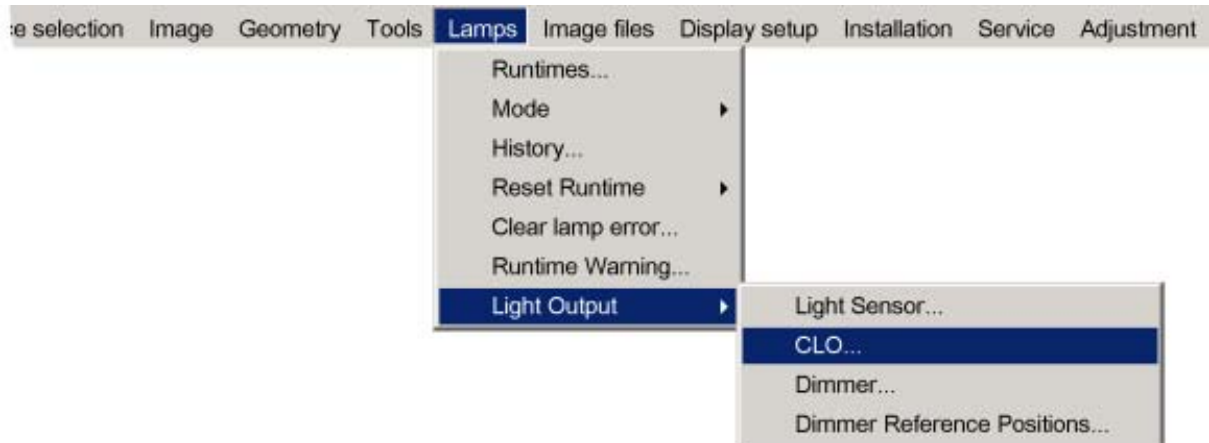 e selection Image Geometry Tools Lamps Image files Display setup Installation Service Adjustment
Runtimes...
Mode
History...
Reset Runtime
Clear lamp error...
Runtime Warning...
Light Output
Light Sensor...
CLO...
Dimmer...
Dimmer Reference Positions...